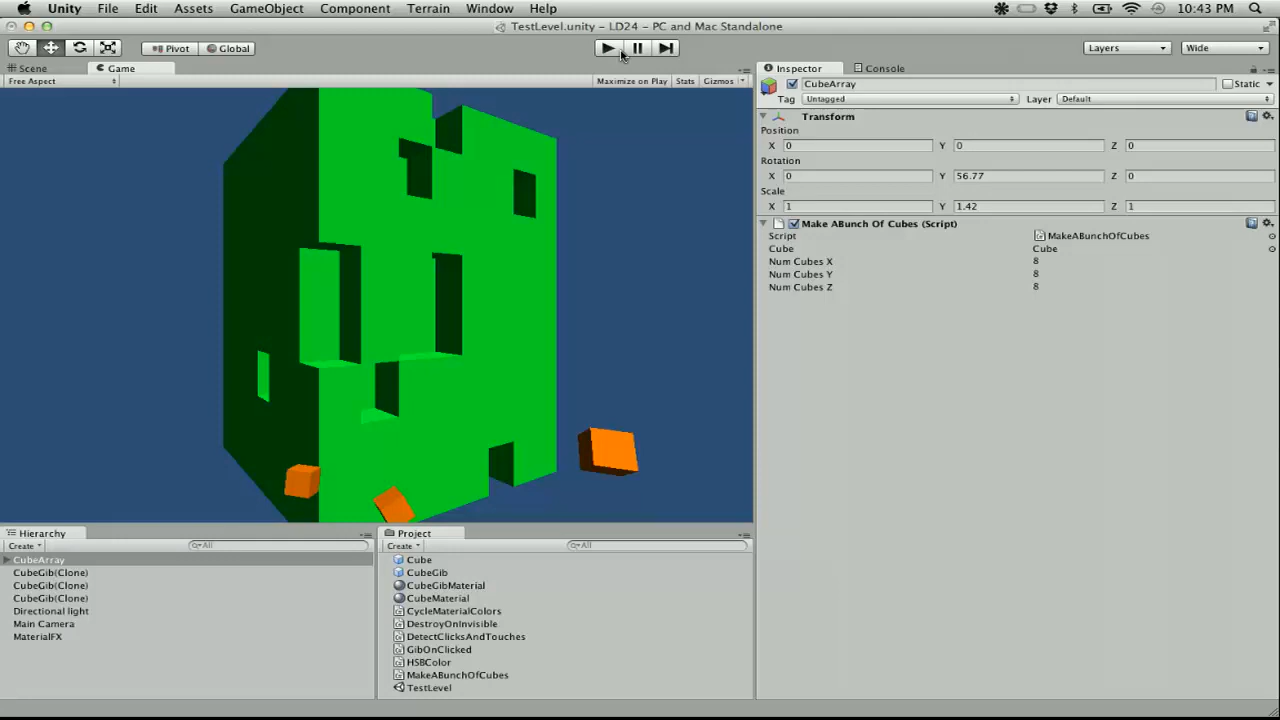 Unity File Edit Assets GameObject Component Terrain Window Help 10:43 PM
TestLevel.unity – LD24 – PC and Mac Standalone
Pivot Global Layers Wide
Scene Game Inspector Console
Free Aspect Maximize on Play Stats Gizmos
CubeArray Static
Tag Untagged Layer Default
Transform
Position
X 0 Y 0 Z 0
Rotation
X 0 Y 56.77 Z 0
Scale
X 1 Y 1.42 Z 1
Make ABunch Of Cubes (Script)
Script MakeABunchOfCubes
Cube Cube
Num Cubes X 8
Num Cubes Y 8
Num Cubes Z 8
Hierarchy
Create All
CubeArray
CubeGib(Clone)
CubeGib(Clone)
CubeGib(Clone)
Directional light
Main Camera
MaterialFX
Project
Create All
Cube
CubeGib
CubeGibMaterial
CubeMaterial
CycleMaterialColors
DestroyOnInvisible
DetectClicksAndTouches
GibOnClicked
HSBColor
MakeABunchOfCubes
TestLevel